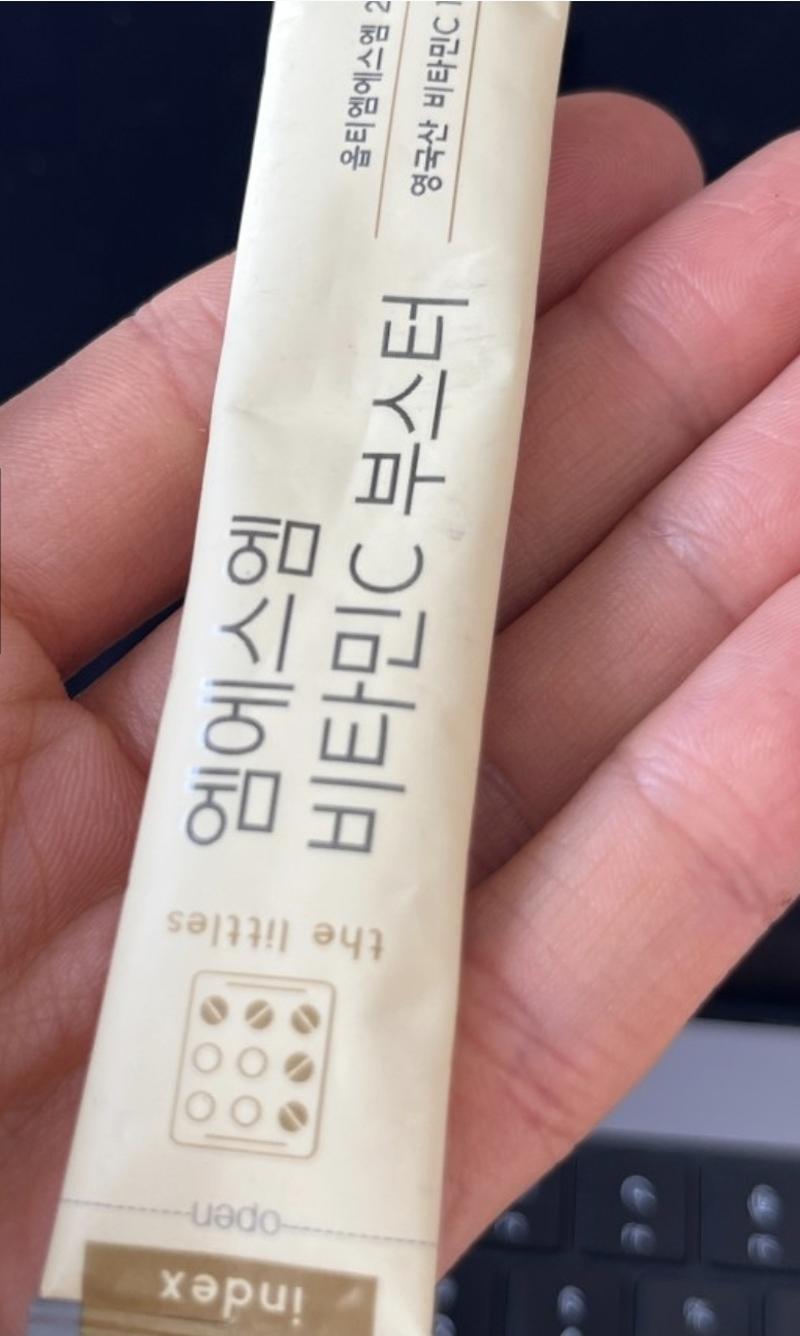 index
open
the littles
엠에스엠
비타민C 부스터
옵티엠에스엠 2
영국산 비타민C 1